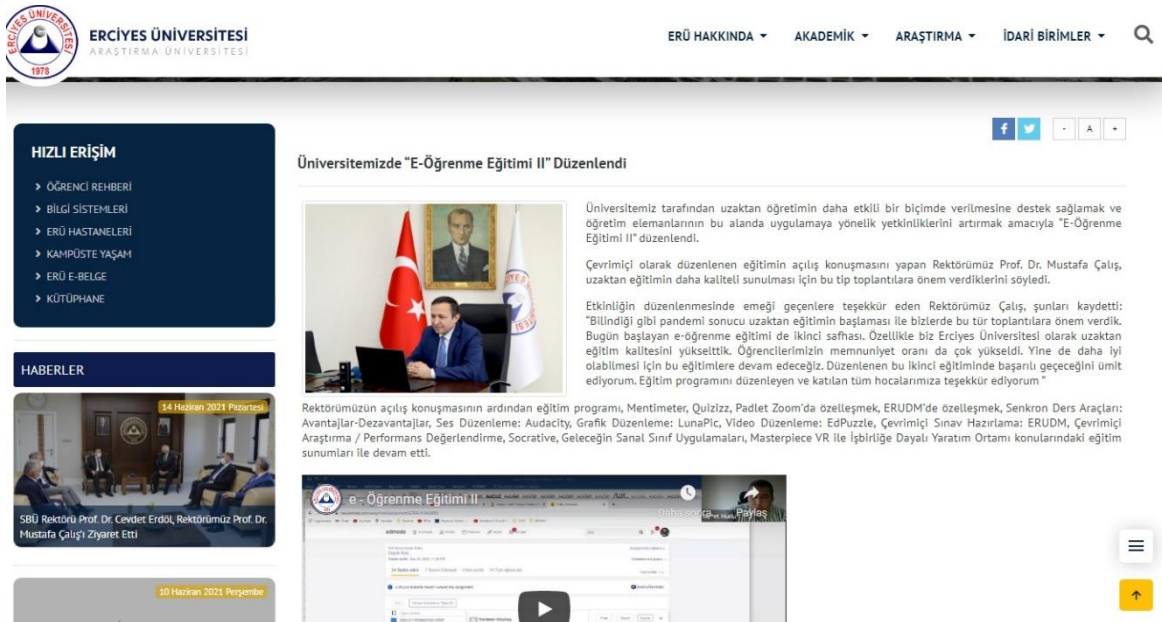 ERCİYES ÜNİVERSİTESİ
1978
ERCİYES ÜNİVERSİTESİ
ARAŞTIRMA ÜNİVERSİTESİ
ERÜ HAKKINDA
AKADEMİK
ARAŞTIRMA
İDARİ BİRİMLER
HIZLI ERİŞİM
ÖĞRENCİ REHBERİ
BİLGİ SİSTEMLERİ
ERÜ HASTANELERİ
KAMPÜSTE YAŞAM
ERÜ E-BELGE
KÜTÜPHANE
HABERLER
14 Haziran 2021 Pazartesi
SBÜ Rektörü Prof. Dr. Cevdet Erdöl, Rektörümüz Prof. Dr.
Mustafa Çalış'ı Ziyaret Etti
10 Haziran 2021 Perşembe
- A +
Üniversitemizde “E-Öğrenme Eğitimi II” Düzenlendi
Üniversitemiz tarafından uzaktan öğretimin daha etkili bir biçimde verilmesine destek sağlamak ve
öğretim elemanlarının bu alanda uygulamaya yönelik yetkinliklerini artırmak amacıyla “E-Öğrenme
Eğitimi II” düzenlendi.
Çevrimiçi olarak düzenlenen eğitimin açılış konuşmasını yapan Rektörümüz Prof. Dr. Mustafa Çalış,
uzaktan eğitimin daha kaliteli sunulması için bu tip toplantılara önem verdiklerini söyledi.
Etkinliğin düzenlenmesinde emeği geçenlere teşekkür eden Rektörümüz Çalış, şunları kaydetti:
“Bilindiği gibi pandemi sonucu uzaktan eğitimin başlaması ile bizlerde bu tür toplantılara önem verdik.
Bugün başlayan e-öğrenme eğitimi de ikinci safhası. Özellikle biz Erciyes Üniversitesi olarak uzaktan
eğitim kalitesini yükselttik. Öğrencilerimizin memnuniyet oranı da çok yükseldi. Yine de daha iyi
olabilmesi için bu eğitimlere devam edeceğiz. Düzenlenen bu ikinci eğitiminde başarılı geçeceğini ümit
ediyorum. Eğitim programını düzenleyen ve katılan tüm hocalarımıza teşekkür ediyorum ”
Rektörümüzün açılış konuşmasının ardından eğitim programı, Mentimeter, Quizizz, Padlet Zoom’da özelleşmek, ERUDM’de özelleşmek, Senkron Ders Araçları:
Avantajlar-Dezavantajlar, Ses Düzenleme: Audacity, Grafik Düzenleme: LunaPic, Video Düzenleme: EdPuzzle, Çevrimiçi Sınav Hazırlama: ERUDM, Çevrimiçi
Araştırma / Performans Değerlendirme, Socrative, Geleceğin Sanal Sınıf Uygulamaları, Masterpiece VR ile İşbirliğe Dayalı Yaratım Ortamı konularındaki eğitim
sunumları ile devam etti.
e - Öğrenme Eğitimi II
Daha sonra...
Paylaş
edmodo